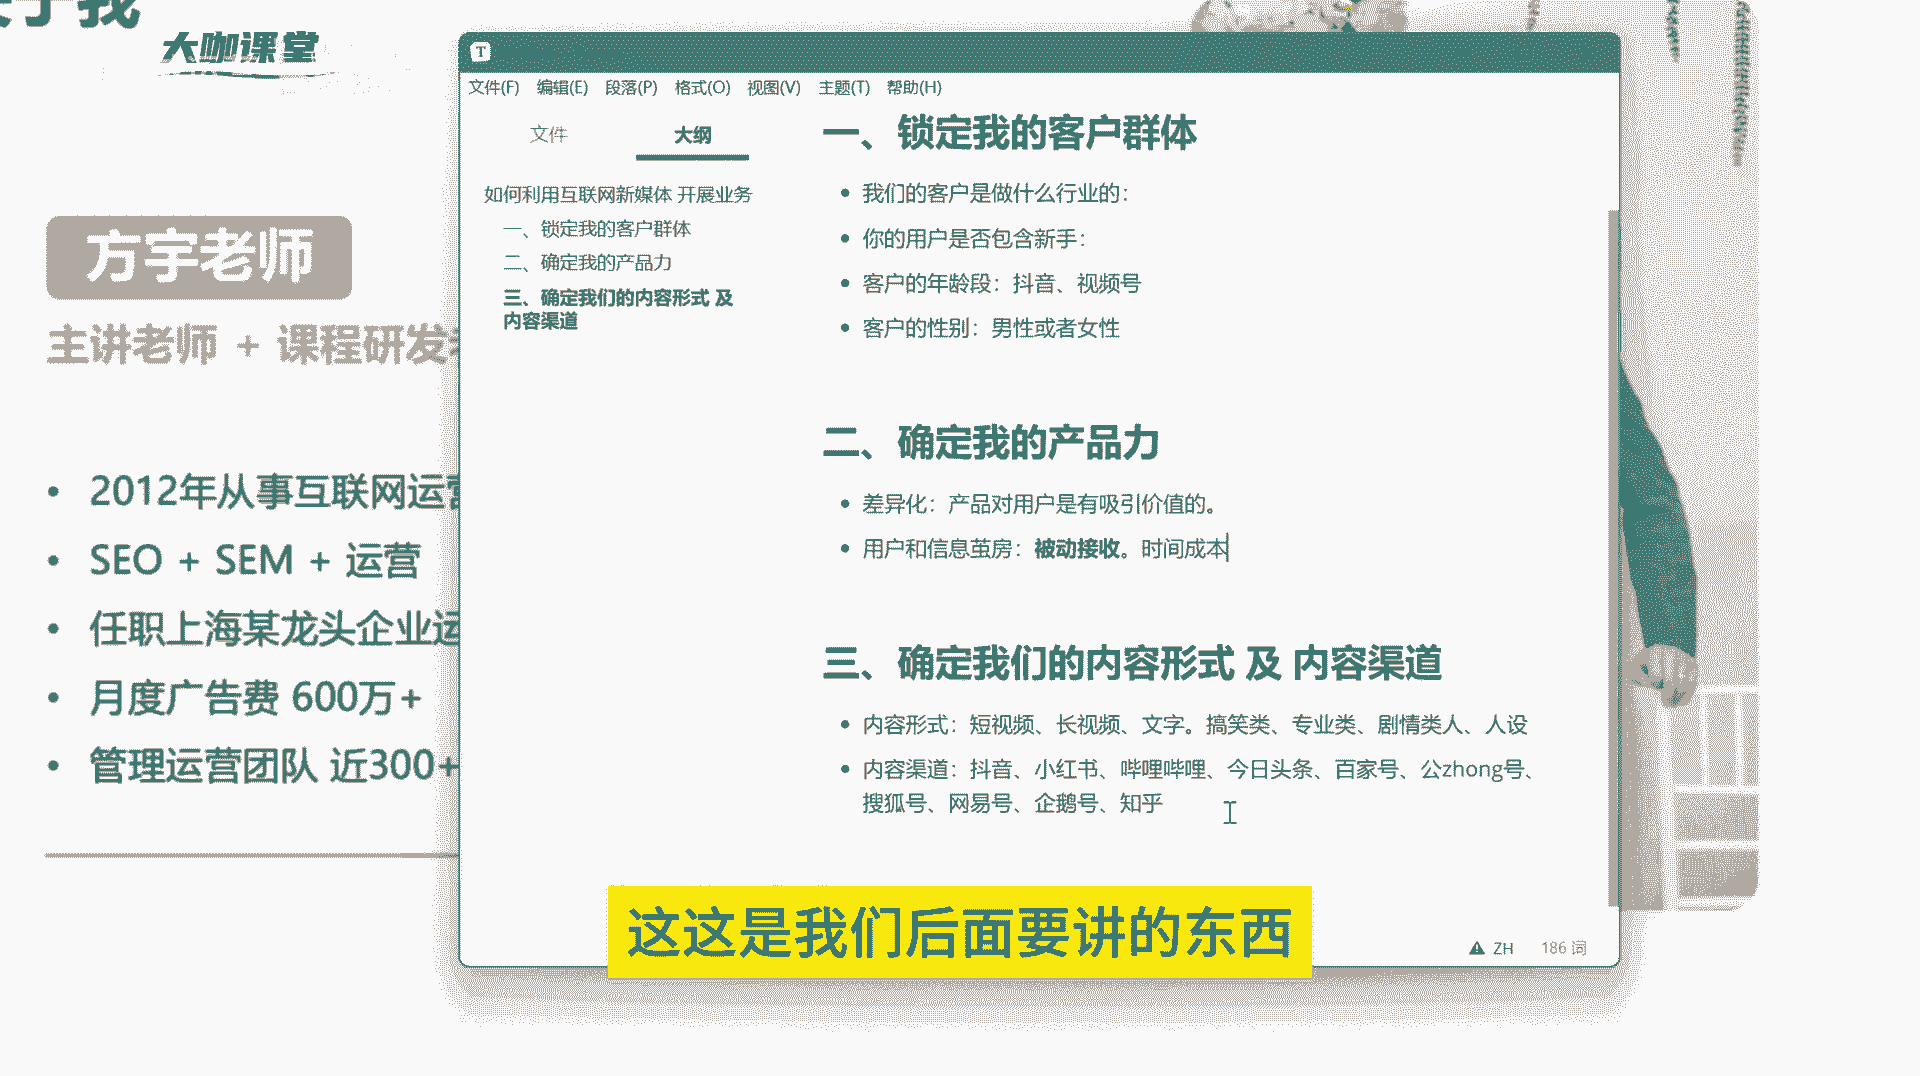 大咖课堂
方宇老师
主讲老师 + 课程研发
• 2012年从事互联网运营
• SEO + SEM + 运营
• 任职上海某龙头企业运
• 月度广告费 600万+
• 管理运营团队 近300+
T
文件(F) 编辑(E) 段落(P) 格式(O) 视图(V) 主题(T) 帮助(H)
文件 大纲
如何利用互联网新媒体 开展业务
一、锁定我的客户群体
二、确定我的产品力
三、确定我们的内容形式 及
内容渠道
一、锁定我的客户群体
• 我们的客户是做什么行业的：
• 你的用户是否包含新手：
• 客户的年龄段：抖音、视频号
• 客户的性别：男性或者女性
二、确定我的产品力
• 差异化：产品对用户是有吸引价值的。
• 用户和信息茧房：被动接收。时间成本
三、确定我们的内容形式 及 内容渠道
• 内容形式：短视频、长视频、文字。搞笑类、专业类、剧情类人、人设
• 内容渠道：抖音、小红书、哔哩哔哩、今日头条、百家号、公zhong号、
搜狐号、网易号、企鹅号、知乎
ZH 186 词
这这是我们后面要讲的东西